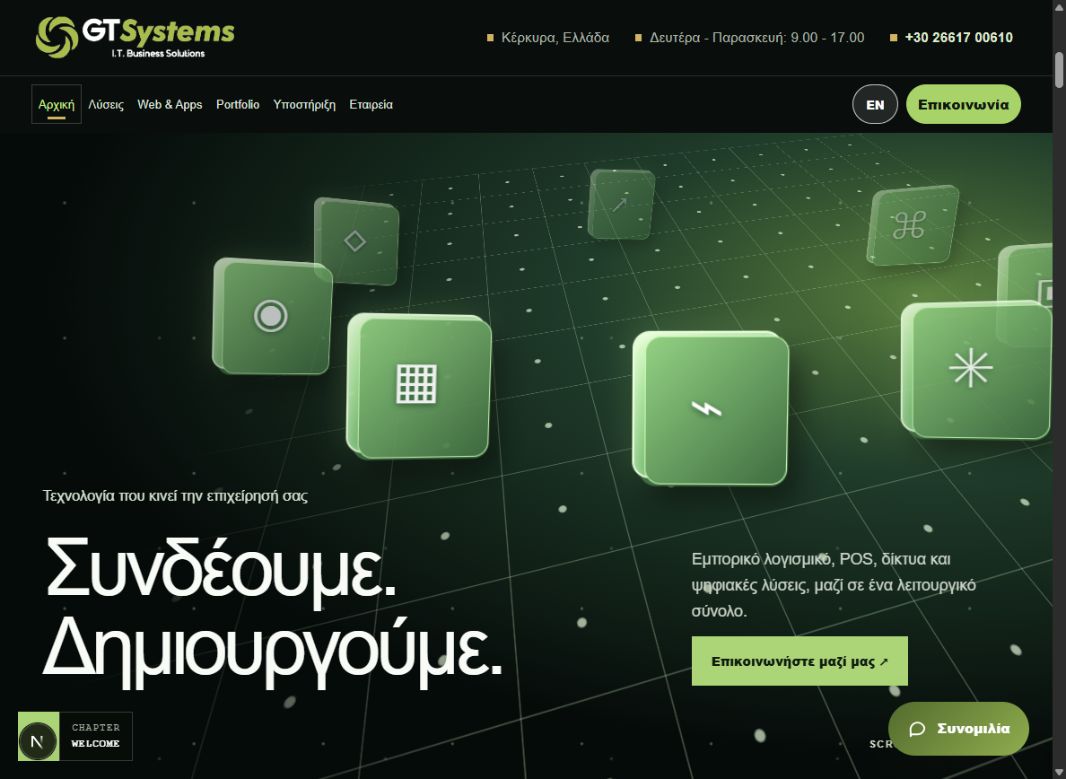 GTSystems
I.T. Business Solutions
Κέρκυρα, Ελλάδα
Δευτέρα - Παρασκευή: 9.00 - 17.00
+30 26617 00610
Αρχική
Λύσεις
Web & Apps
Portfolio
Υποστήριξη
Εταιρεία
EN
Επικοινωνία
Τεχνολογία που κινεί την επιχείρησή σας
Συνδέουμε.
Δημιουργούμε.
Εμπορικό λογισμικό, POS, δίκτυα και
ψηφιακές λύσεις, μαζί σε ένα λειτουργικό
σύνολο.
Επικοινωνήστε μαζί μας ↗
N
CHAPTER
WELCOME
SCR
Συνομιλία